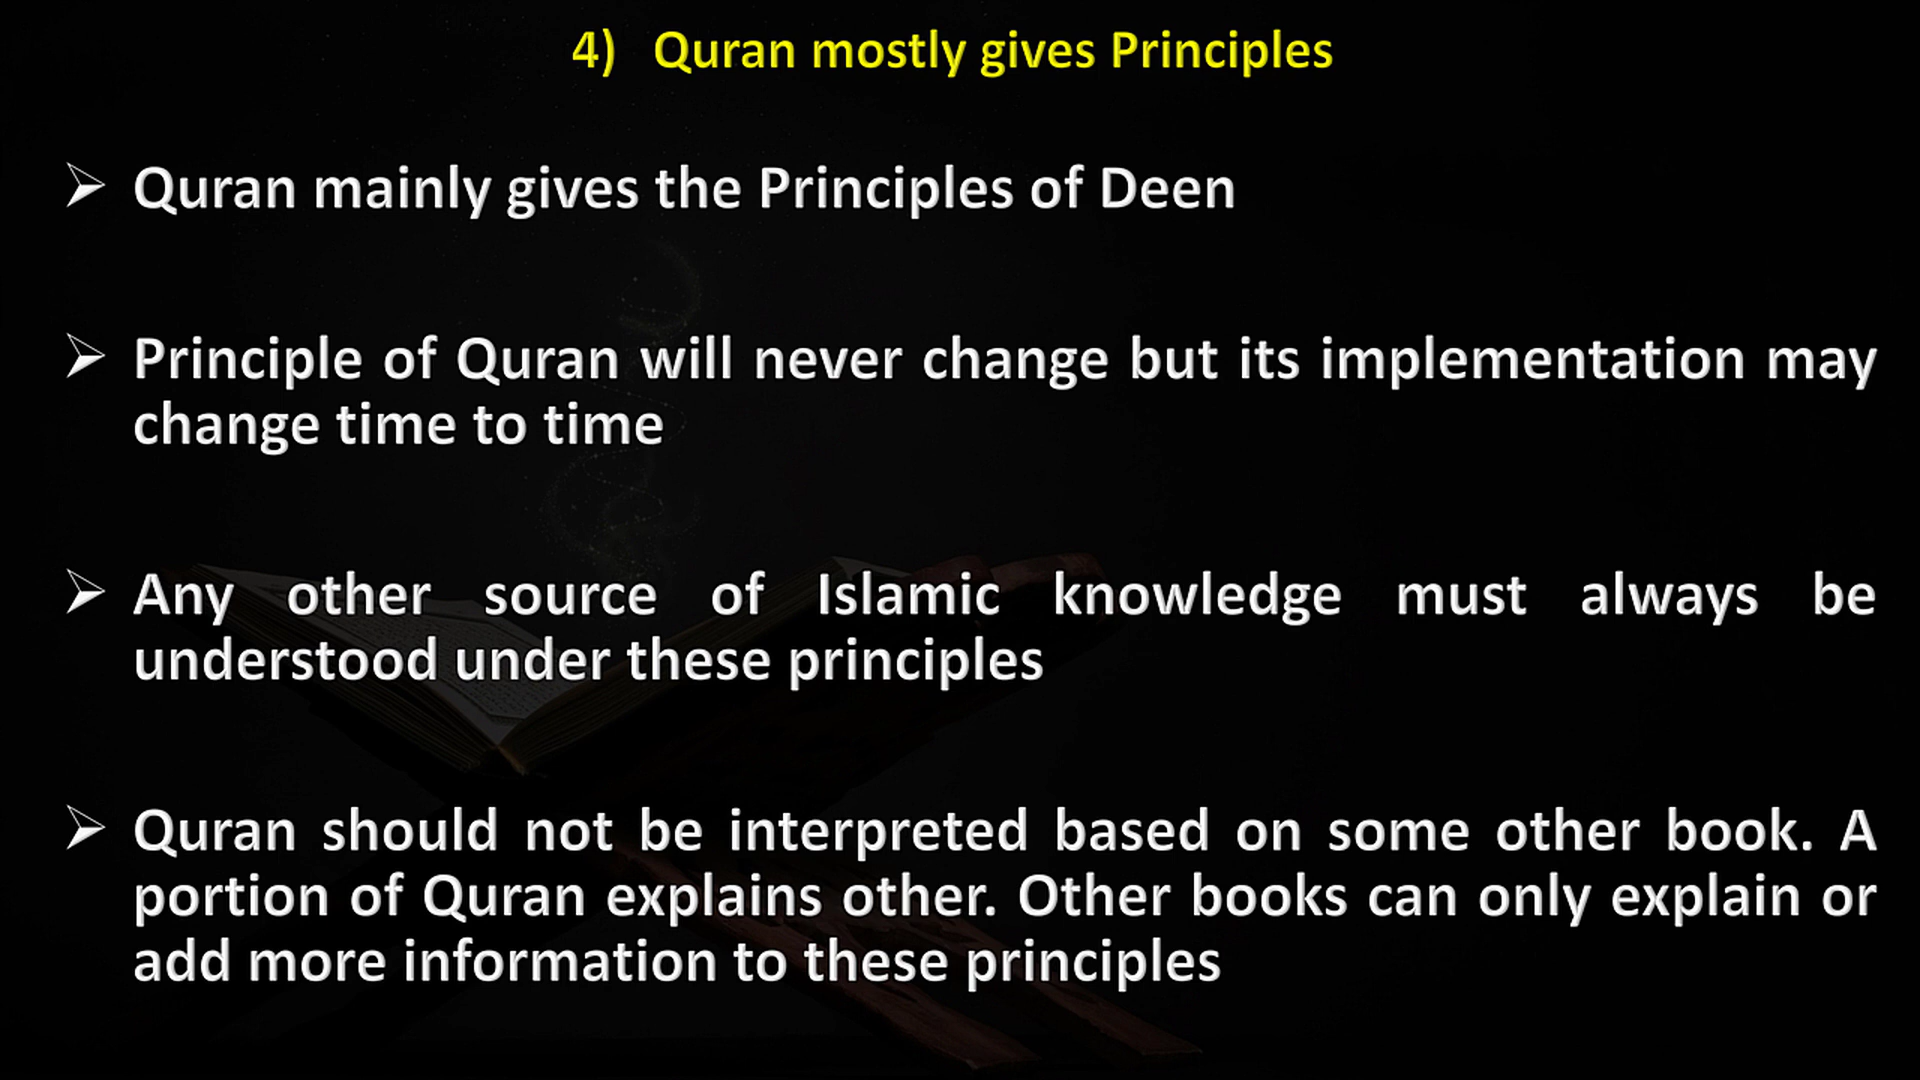 4) Quran mostly gives Principles
➢ Quran mainly gives the Principles of Deen
➢ Principle of Quran will never change but its implementation may
change time to time
➢ Any other source of Islamic knowledge must always be
understood under these principles
➢ Quran should not be interpreted based on some other book. A
portion of Quran explains other. Other books can only explain or
add more information to these principles